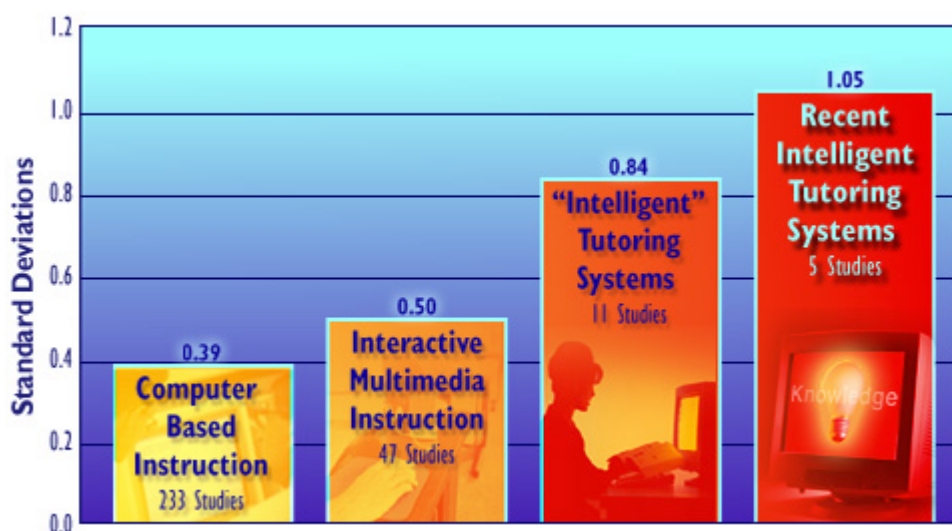 1.2
1.0
0.8
0.6
0.4
0.2
0.0
Standard Deviations
0.39
Computer
Based
Instruction
233 Studies
0.50
Interactive
Multimedia
Instruction
47 Studies
0.84
“Intelligent”
Tutoring
Systems
11 Studies
1.05
Recent
Intelligent
Tutoring
Systems
5 Studies
Knowledge